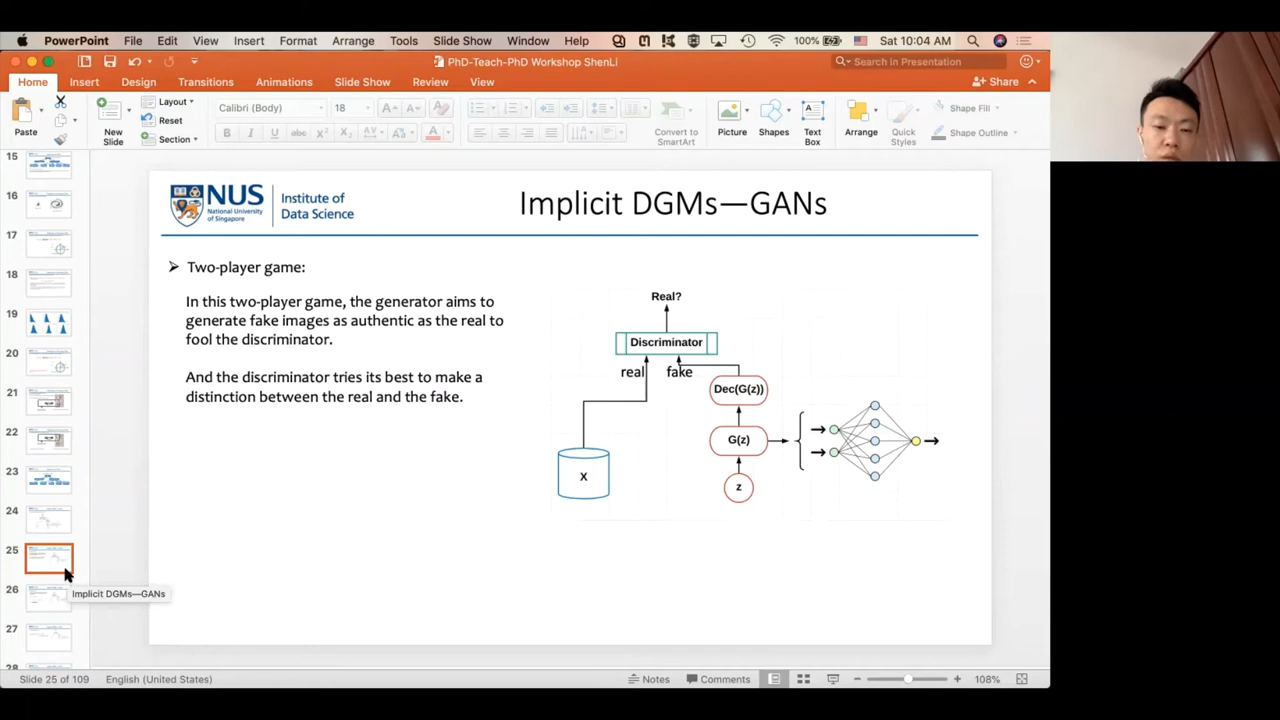 PowerPoint File Edit View Insert Format Arrange Tools Slide Show Window Help 100% Sat 10:04 AM
PhD-Teach-PhD Workshop ShenLi
Search in Presentation
Home Insert Design Transitions Animations Slide Show Review View Share
Paste
New Slide
Layout
Reset
Section
Calibri (Body) 18
Convert to SmartArt
Picture
Shapes
Text Box
Arrange
Quick Styles
Shape Fill
Shape Outline
15
16
17
18
19
20
21
22
23
24
25
26
27
28
Implicit DGMs—GANs
NUS
National University of Singapore
Institute of
Data Science
Implicit DGMs—GANs
Two-player game:
In this two-player game, the generator aims to
generate fake images as authentic as the real to
fool the discriminator.
And the discriminator tries its best to make a
distinction between the real and the fake.
Real?
Discriminator
real fake
Dec(G(z))
G(z)
X
z
Slide 25 of 109 English (United States) Notes Comments 108%